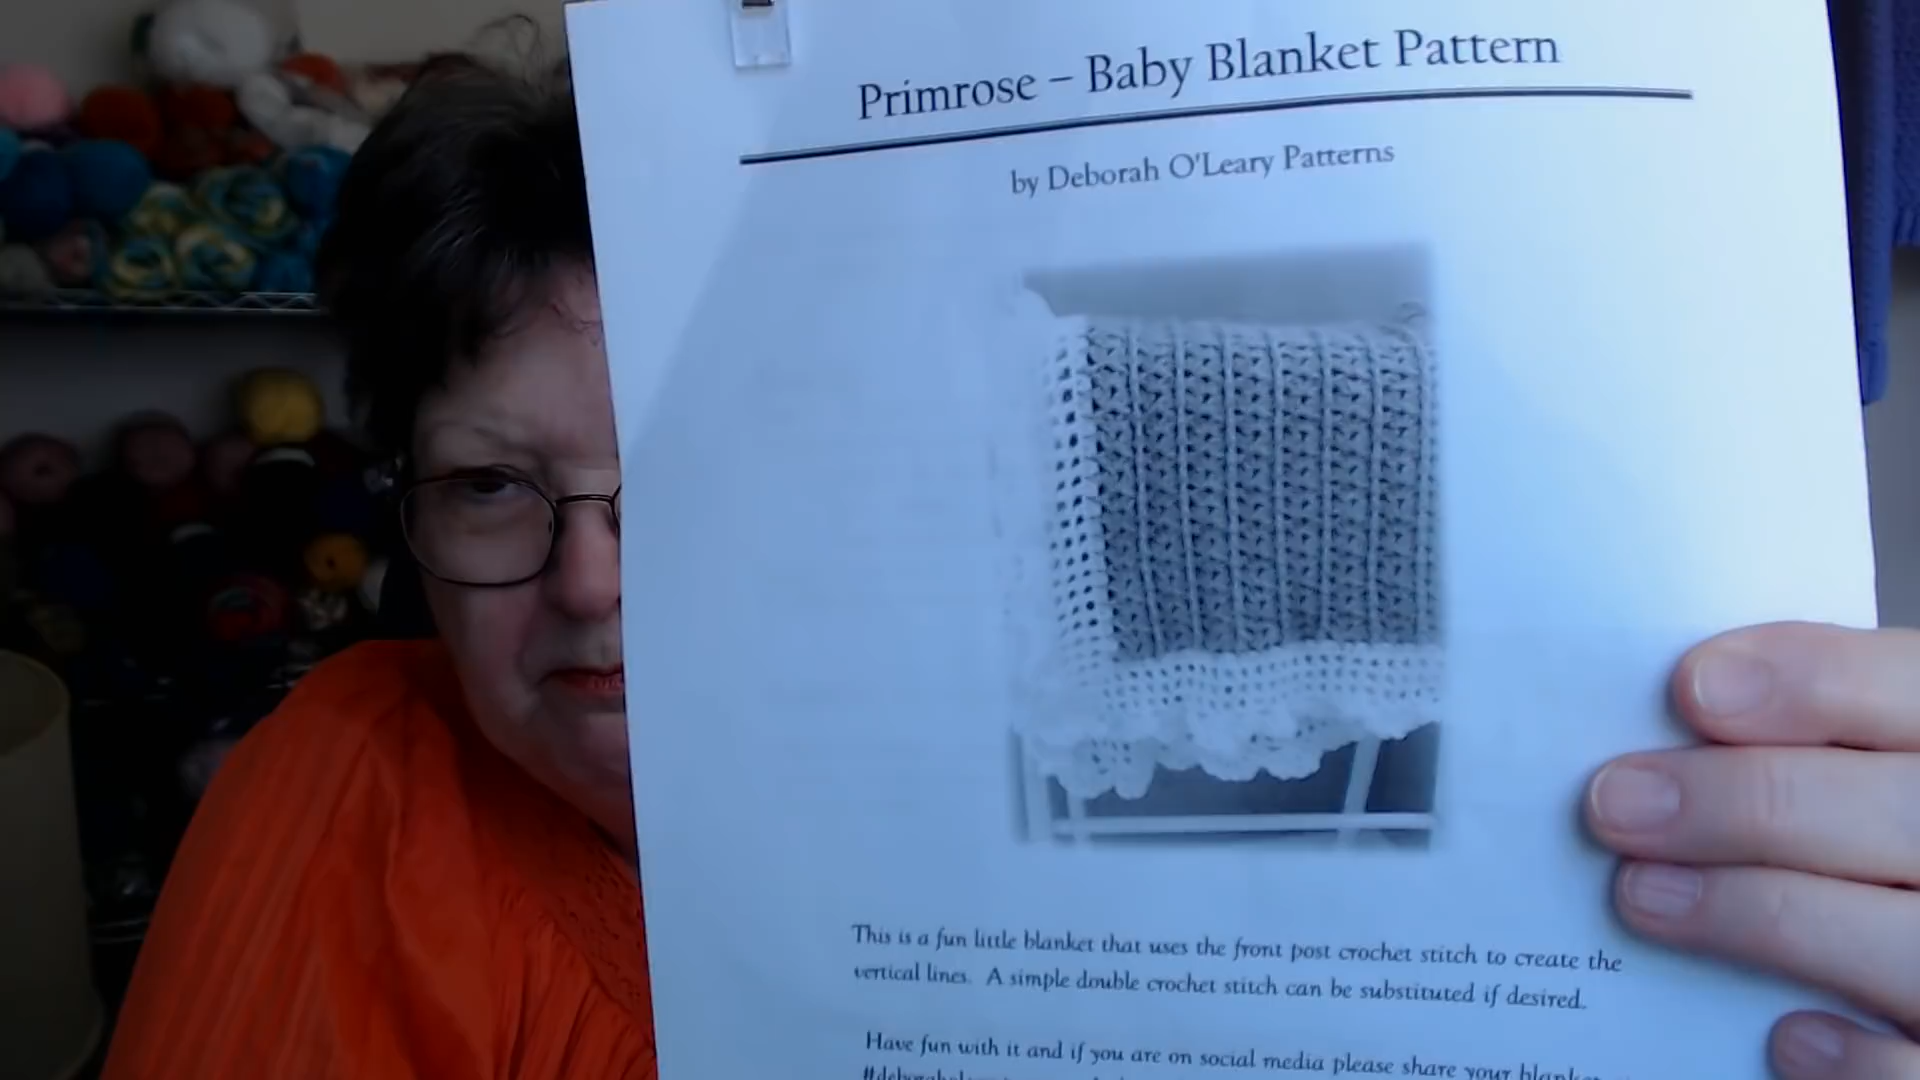 Primrose – Baby Blanket Pattern
by Deborah O'Leary Patterns
This is a fun little blanket that uses the front post crochet stitch to create the
vertical lines. A simple double crochet stitch can be substituted if desired.
Have fun with it and if you are on social media please share your